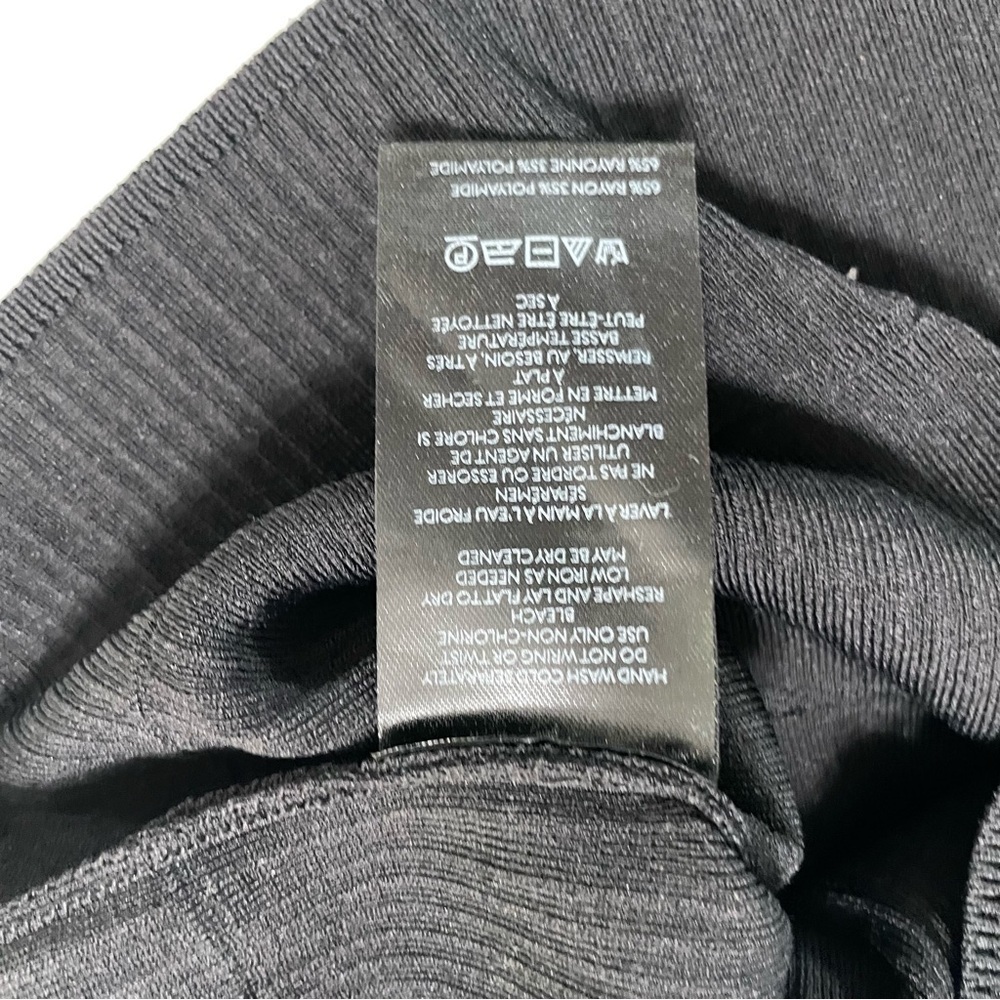 HAND WASH COLD SEPARATELY
DO NOT WRING OR TWIST
USE ONLY NON-CHLORINE
BLEACH
RESHAPE AND LAY FLAT TO DRY
LOW IRON AS NEEDED
MAY BE DRY CLEANED
LAVER À LA MAIN À L'EAU FROIDE
SÉPARÉMEN
NE PAS TORDRE OU ESSORER
UTILISER UN AGENT DE
BLANCHIMENT SANS CHLORE SI
NÉCESSAIRE
METTRE EN FORME ET SÉCHER
À PLAT
REPASSER, AU BESOIN, À TRÈS
BASSE TEMPÉRATURE
PEUT-ÊTRE ÊTRE NETTOYÉE
À SEC
P
65% RAYON 35% POLYAMIDE
65% RAYONNE 35% POLYAMIDE